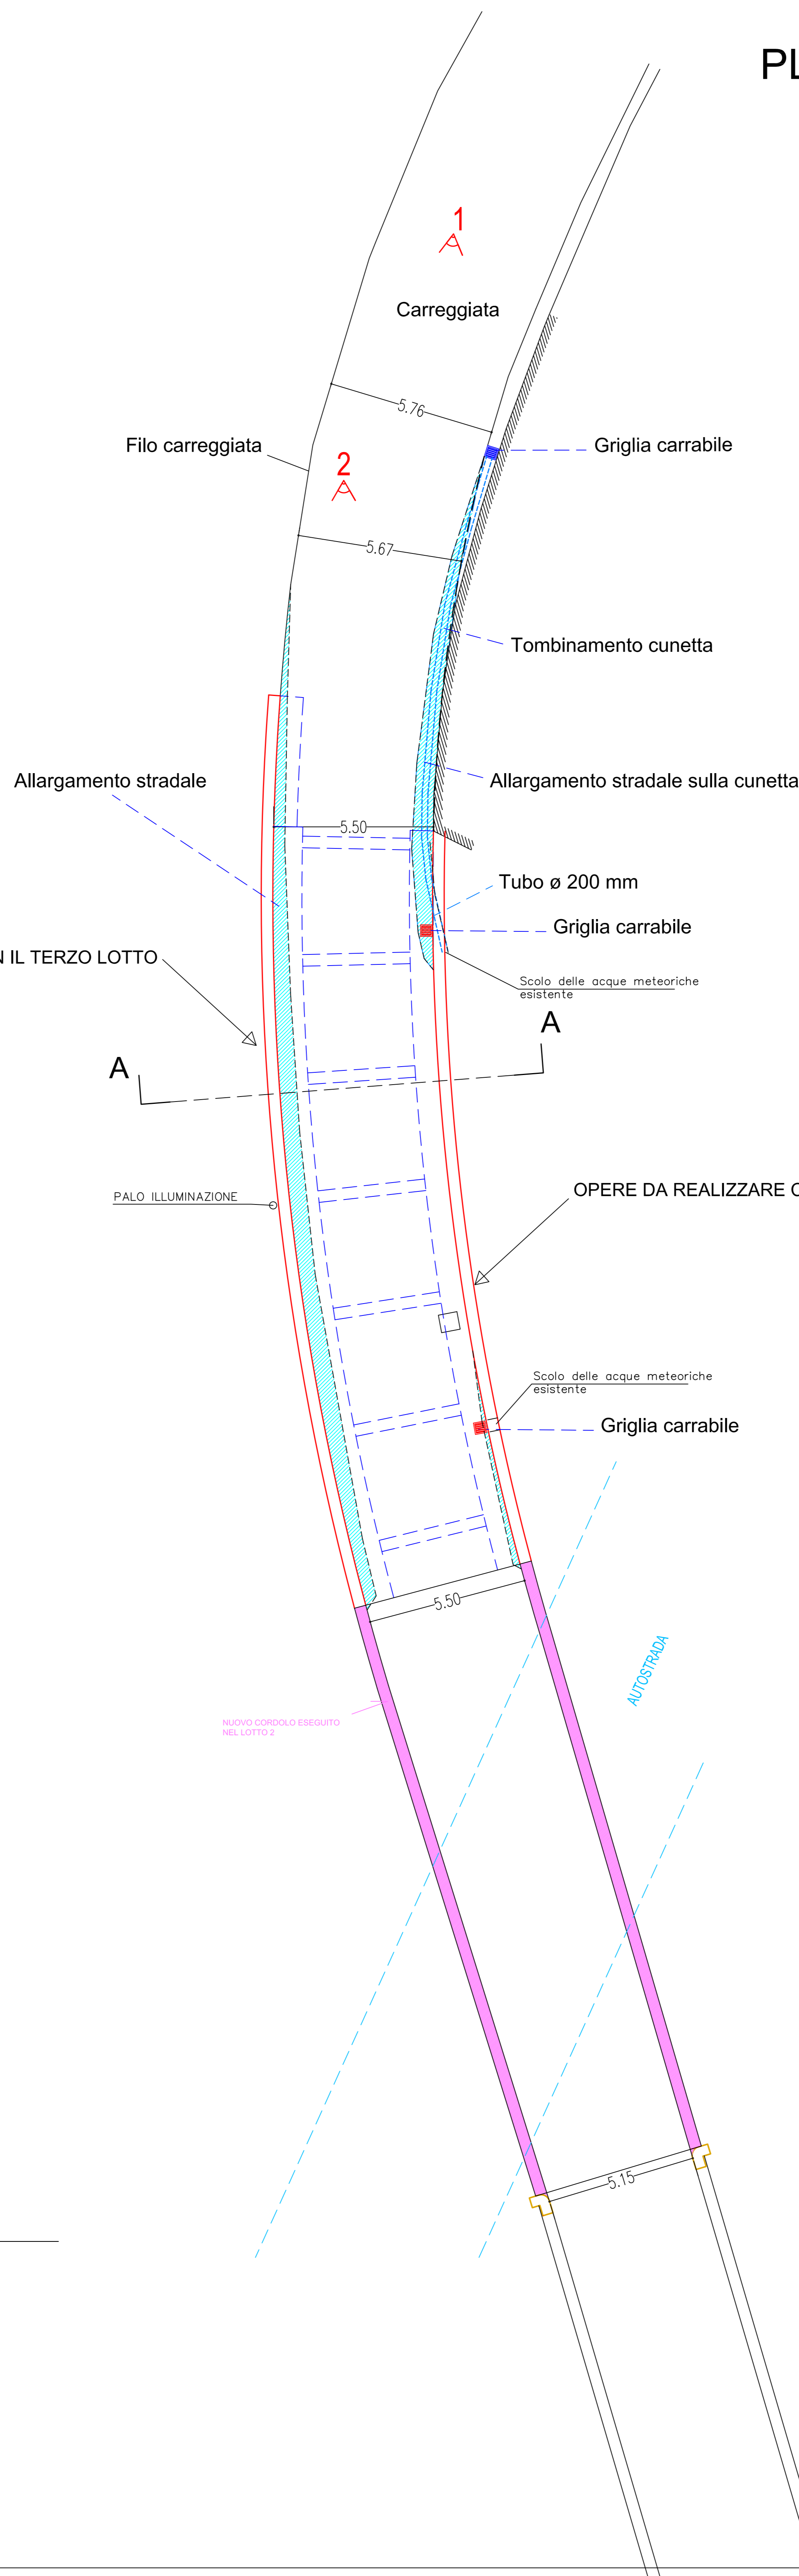 PL
1
Carreggiata
5.76
Filo carreggiata
Griglia carrabile
2
5.67
Tombinamento cunetta
Allargamento stradale
Allargamento stradale sulla cunetta
5.50
Tubo ø 200 mm
Griglia carrabile
N IL TERZO LOTTO
Scolo delle acque meteoriche
esistente
A
A
PALO ILLUMINAZIONE
OPERE DA REALIZZARE C
Scolo delle acque meteoriche
esistente
Griglia carrabile
5.50
AUTOSTRADA
NUOVO CORDOLO ESEGUITO
NEL LOTTO 2
5.15